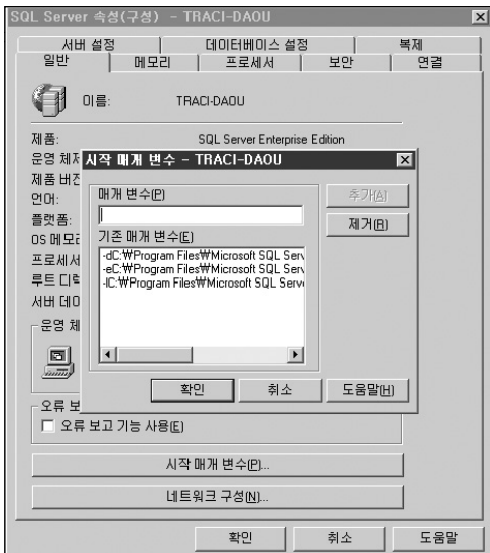 SQL Server 속성(구성) - TRACI-DAOU
서버 설정 데이터베이스 설정 복제
일반 메모리 프로세서 보안 연결
이름: TRACI-DAOU
제품: SQL Server Enterprise Edition
운영 체제
제품 버전
언어:
플랫폼:
OS 메모리
프로세서
루트 디렉
서버 데이
운영 체
오류 보
오류 보고 기능 사용(E)
시작 매개 변수(P)...
네트워크 구성(N)...
확인 취소 도움말
시작 매개 변수 - TRACI-DAOU
매개 변수(P)
추가(A)
기존 매개 변수(E)
제거(R)
-dC:₩Program Files₩Microsoft SQL Serv
-eC:₩Program Files₩Microsoft SQL Serv
-lC:₩Program Files₩Microsoft SQL Serv
확인 취소 도움말(H)